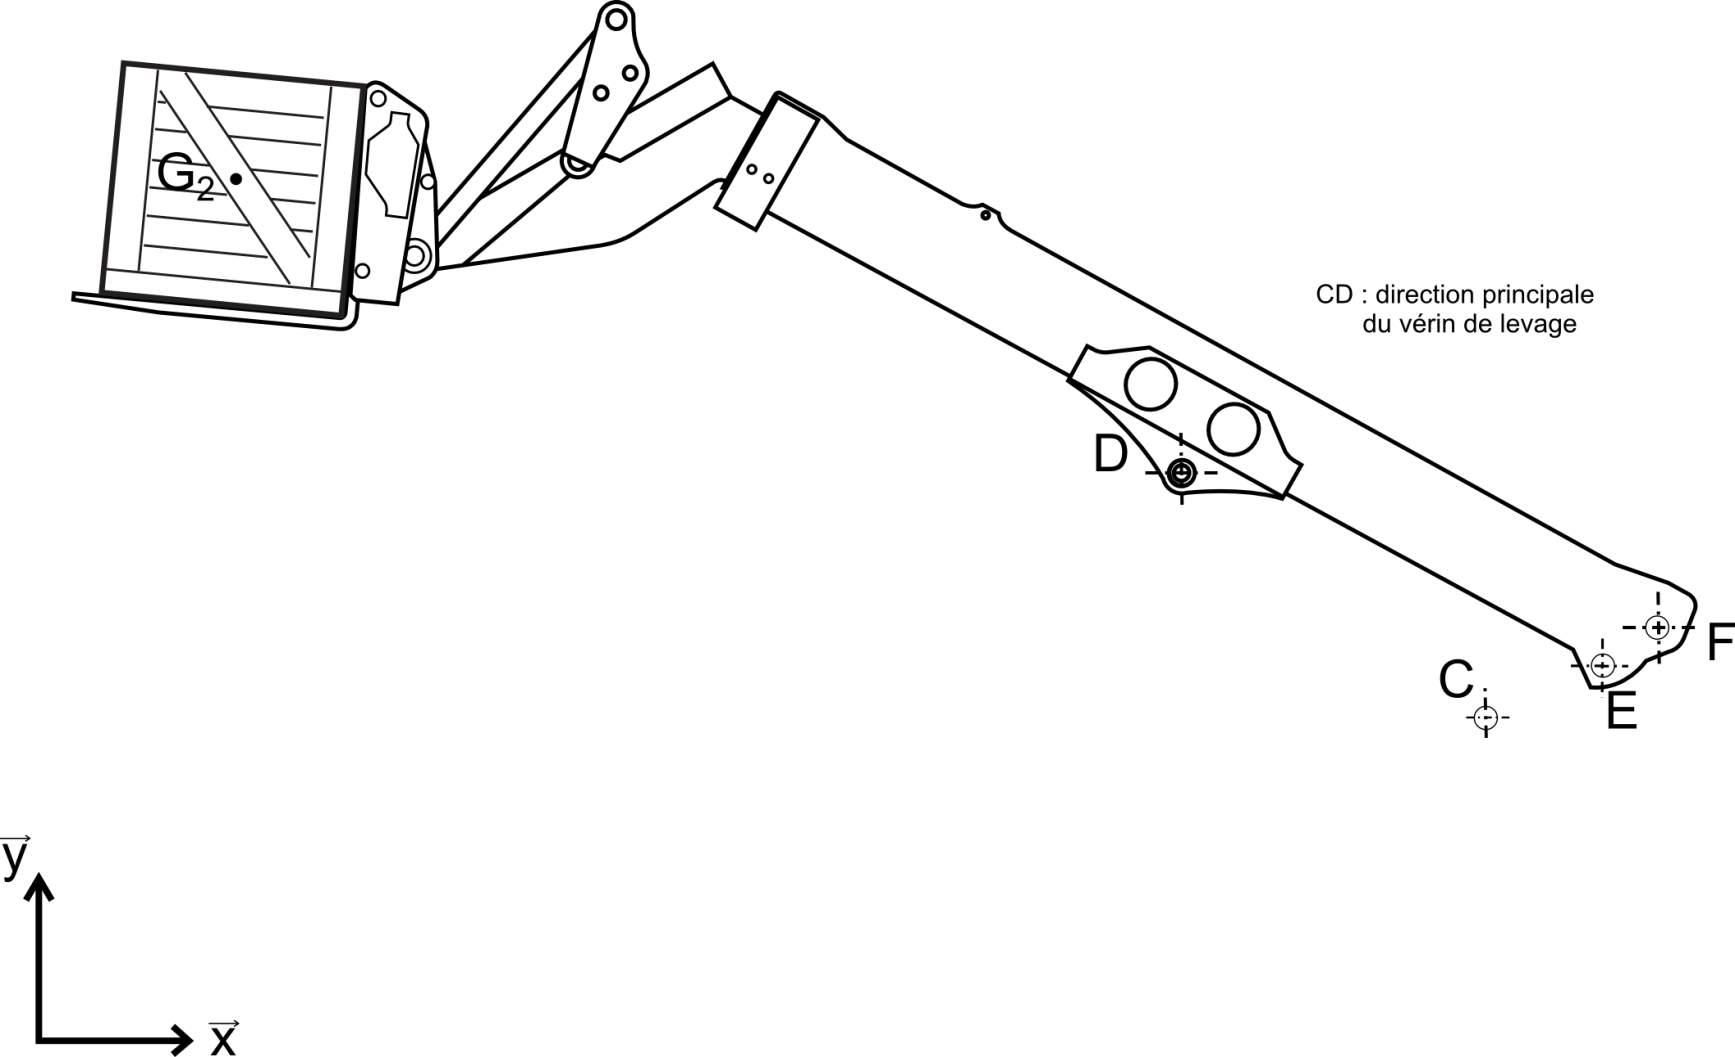 G2
CD : direction principale
du vérin de levage
D
F
C
E
y
x